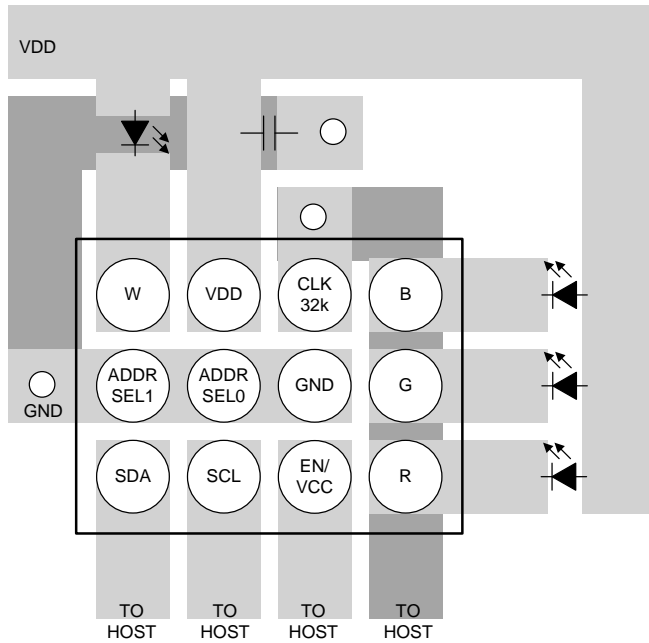 VDD
W
VDD
CLK
32k
B
ADDR
SEL1
ADDR
SEL0
GND
G
GND
SDA
SCL
EN/
VCC
R
TO
HOST
TO
HOST
TO
HOST
TO
HOST